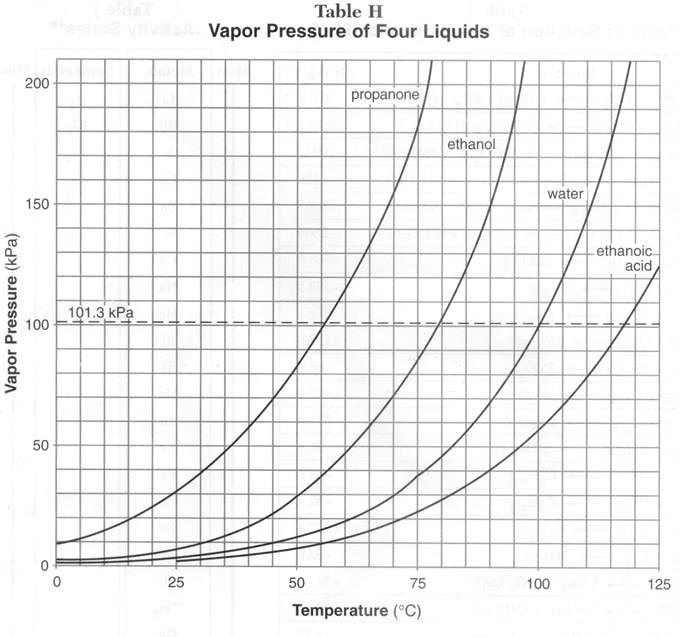 Table H
Vapor Pressure of Four Liquids
Vapor Pressure (kPa)
200
150
100
50
0
propanone
ethanol
water
ethanoic
acid
101.3 kPa
0
25
50
75
100
125
Temperature (°C)